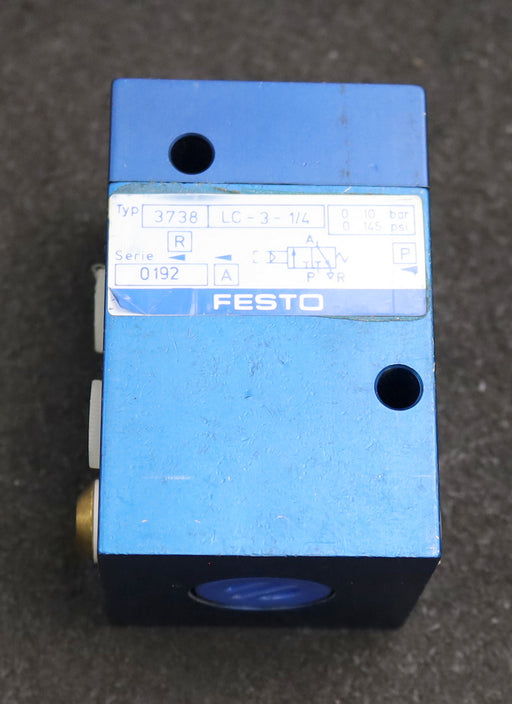 Typ 3738 LC-3-1/4 0 10 bar
0 145 psi
R A P
Serie
0192 A P R
FESTO